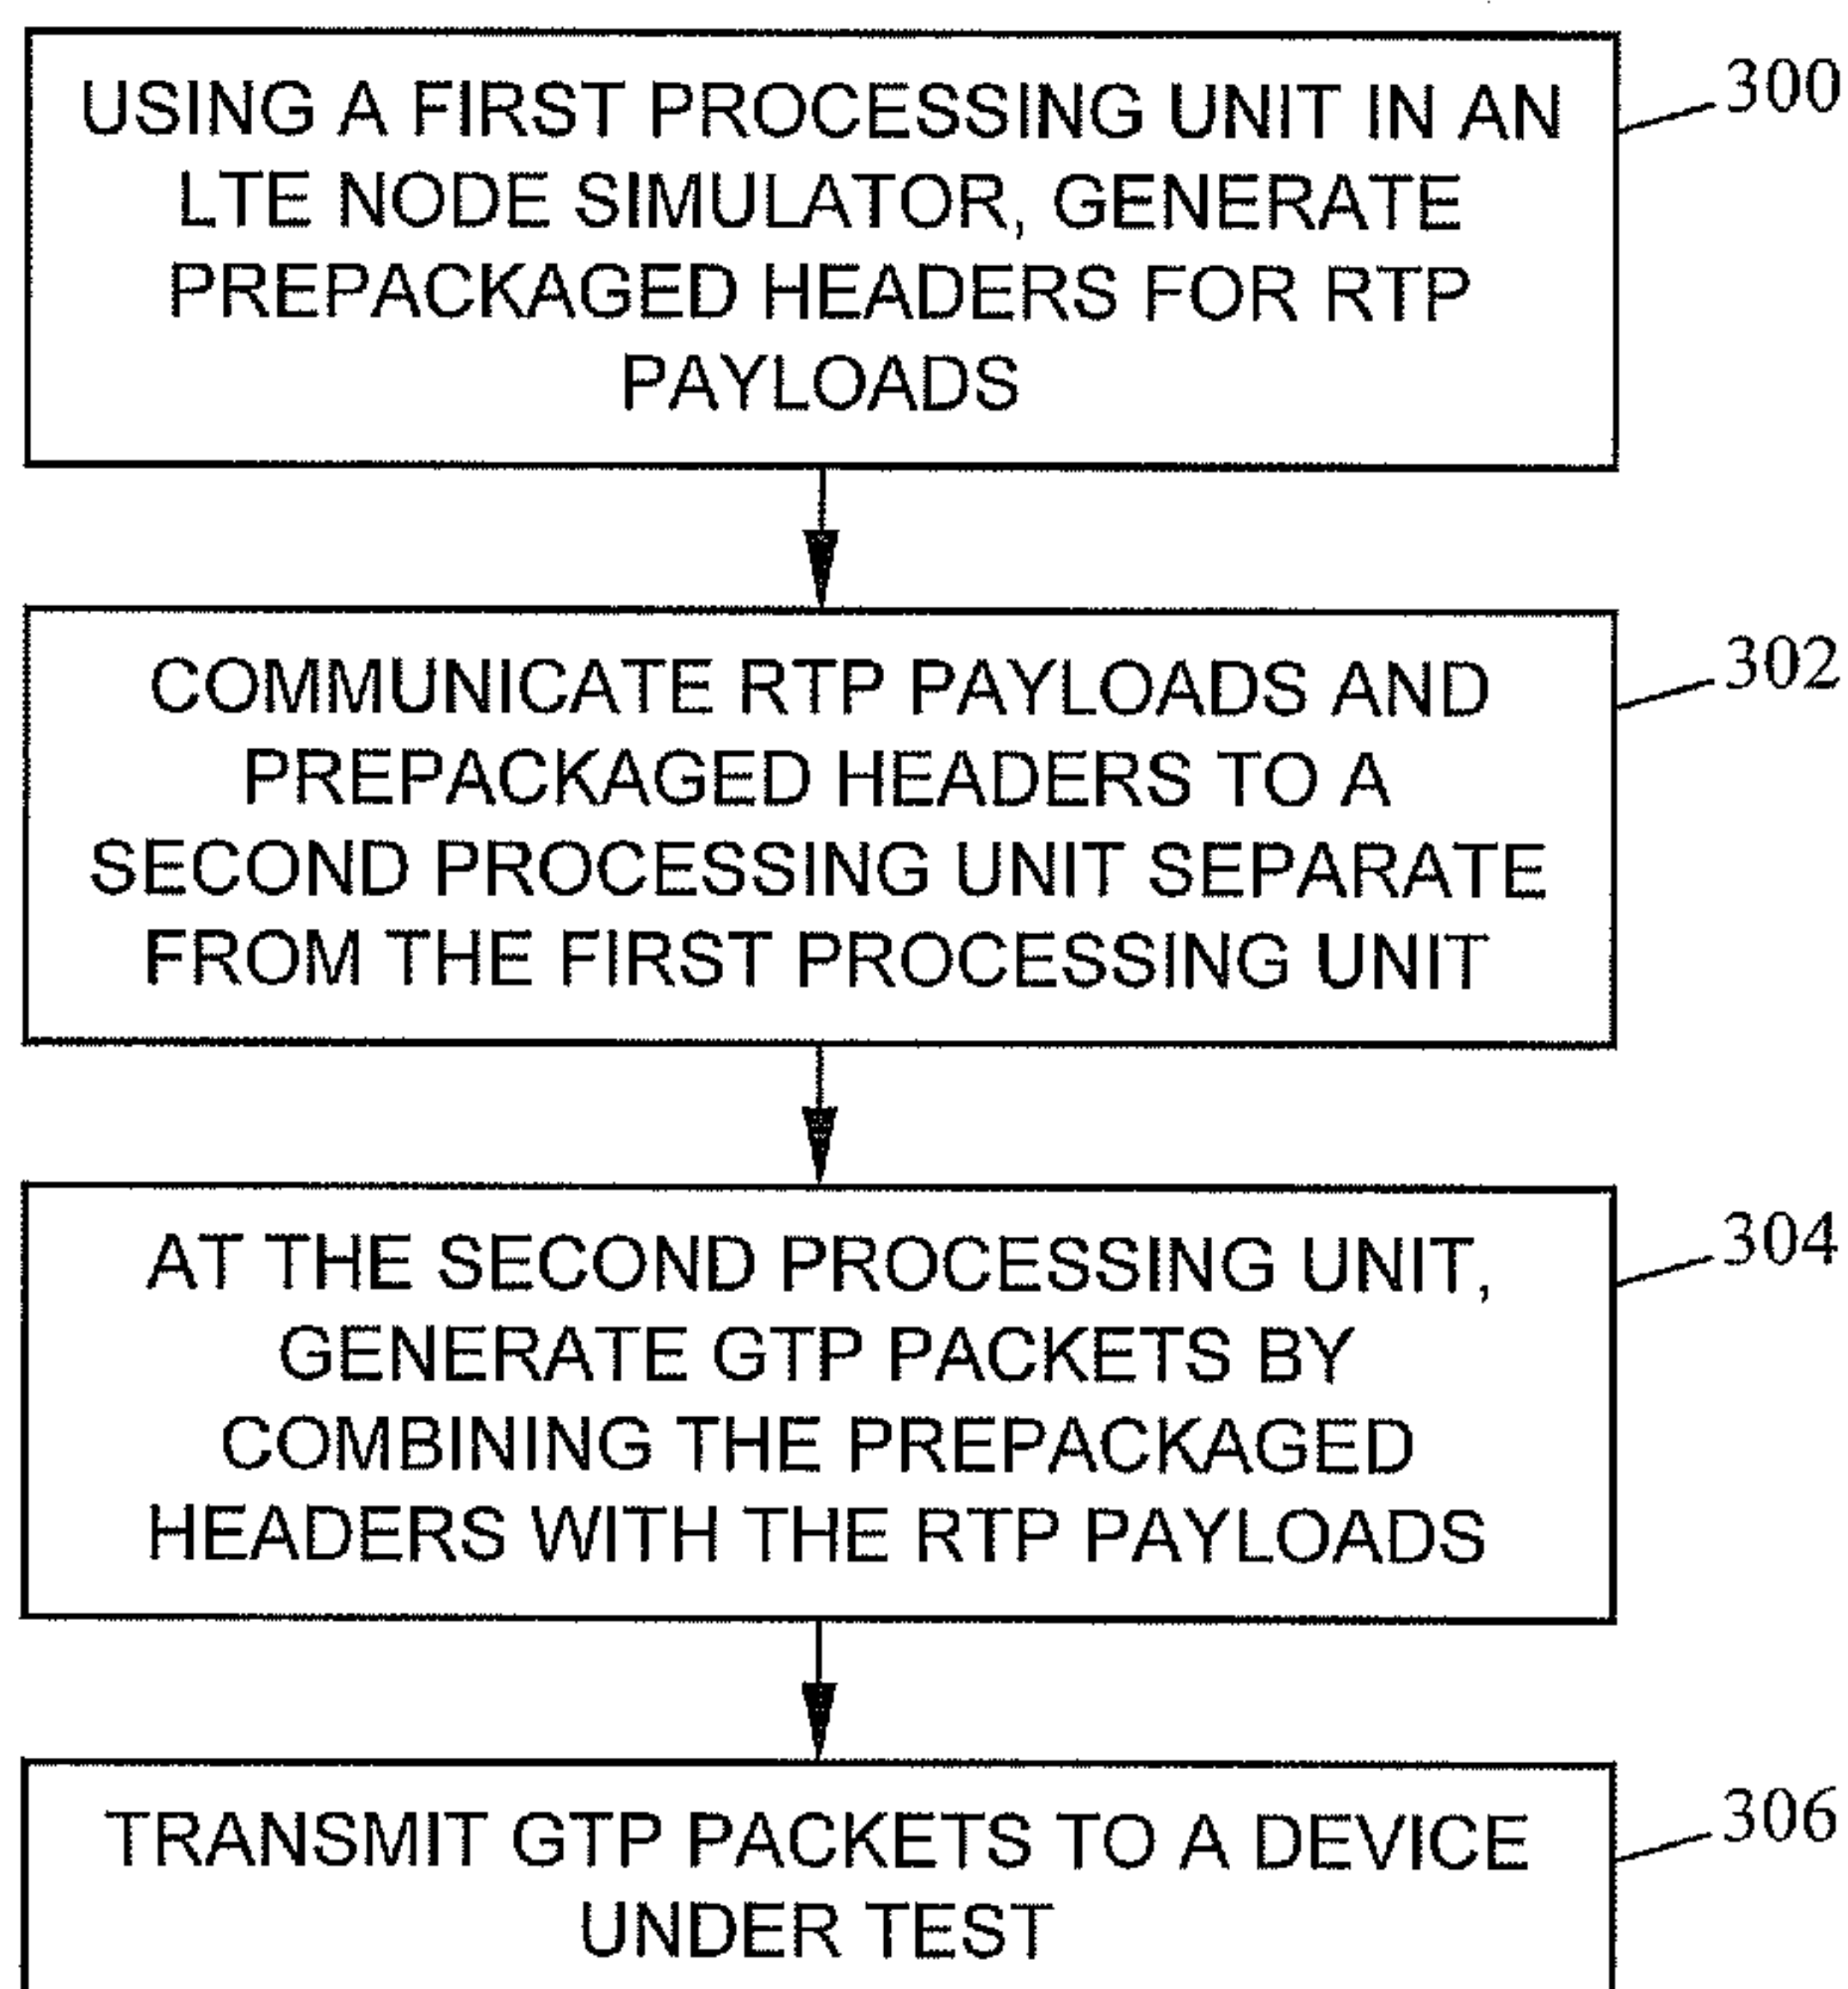 USING A FIRST PROCESSING UNIT IN AN
LTE NODE SIMULATOR, GENERATE
PREPACKAGED HEADERS FOR RTP
PAYLOADS
300
COMMUNICATE RTP PAYLOADS AND
PREPACKAGED HEADERS TO A
SECOND PROCESSING UNIT SEPARATE
FROM THE FIRST PROCESSING UNIT
302
AT THE SECOND PROCESSING UNIT,
GENERATE GTP PACKETS BY
COMBINING THE PREPACKAGED
HEADERS WITH THE RTP PAYLOADS
304
TRANSMIT GTP PACKETS TO A DEVICE
UNDER TEST
306